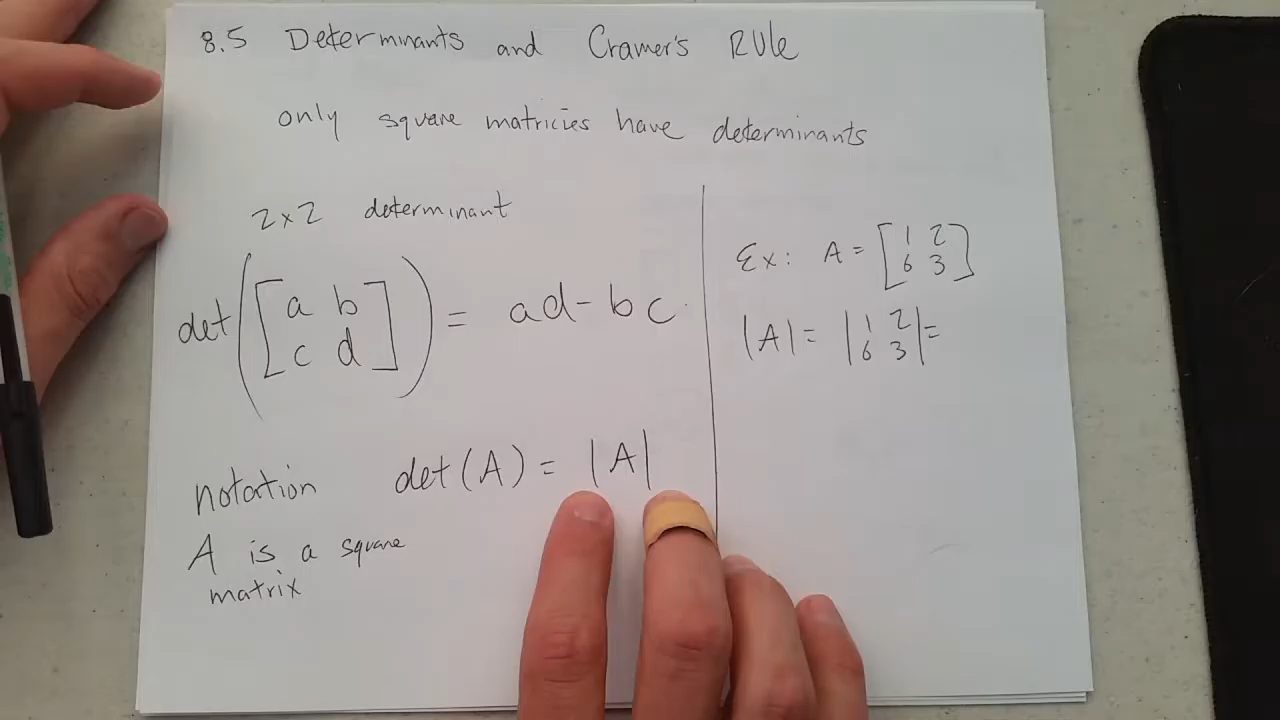 8.5 Determinants and Cramer's Rule
only square matricies have determinants
2x2 determinant
det([a b
c d]) = ad - bc
notation det(A) = |A|
A is a square
matrix
Ex: A = [1 2
6 3]
|A| = |1 2
6 3| =